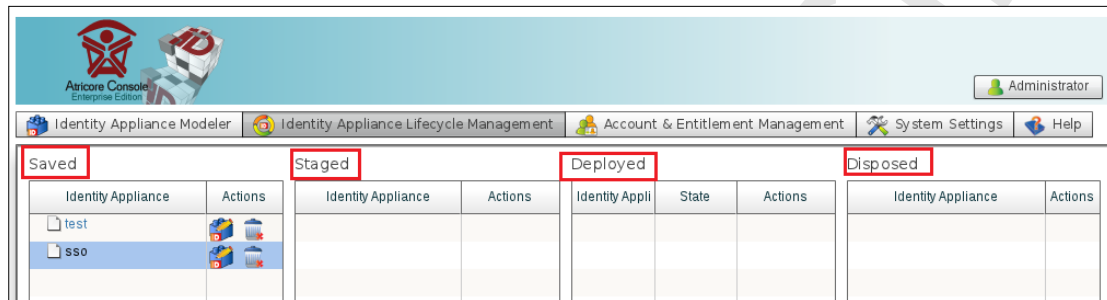 Atricore Console
Enterprise Edition
Administrator
Identity Appliance Modeler Identity Appliance Lifecycle Management Account & Entitlement Management System Settings Help
Saved Staged Deployed Disposed
Identity Appliance Actions Identity Appliance Actions Identity Appli State Actions Identity Appliance Actions
test
sso